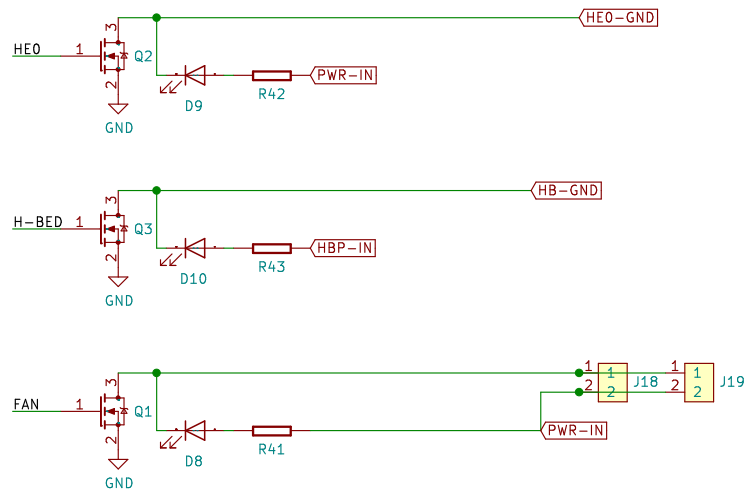 3
HE0-GND
HE0
1
Q2
2
PWR-IN
D9
R42
GND
3
HB-GND
H-BED
1
Q3
2
HBP-IN
D10
R43
GND
3
1
1
1
1
J18
J19
2
2
2
2
FAN
1
Q1
2
PWR-IN
D8
R41
GND